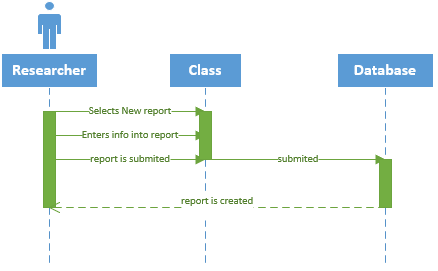 Researcher
Class
Database
Selects New report
Enters info into report
report is submited
submited
report is created